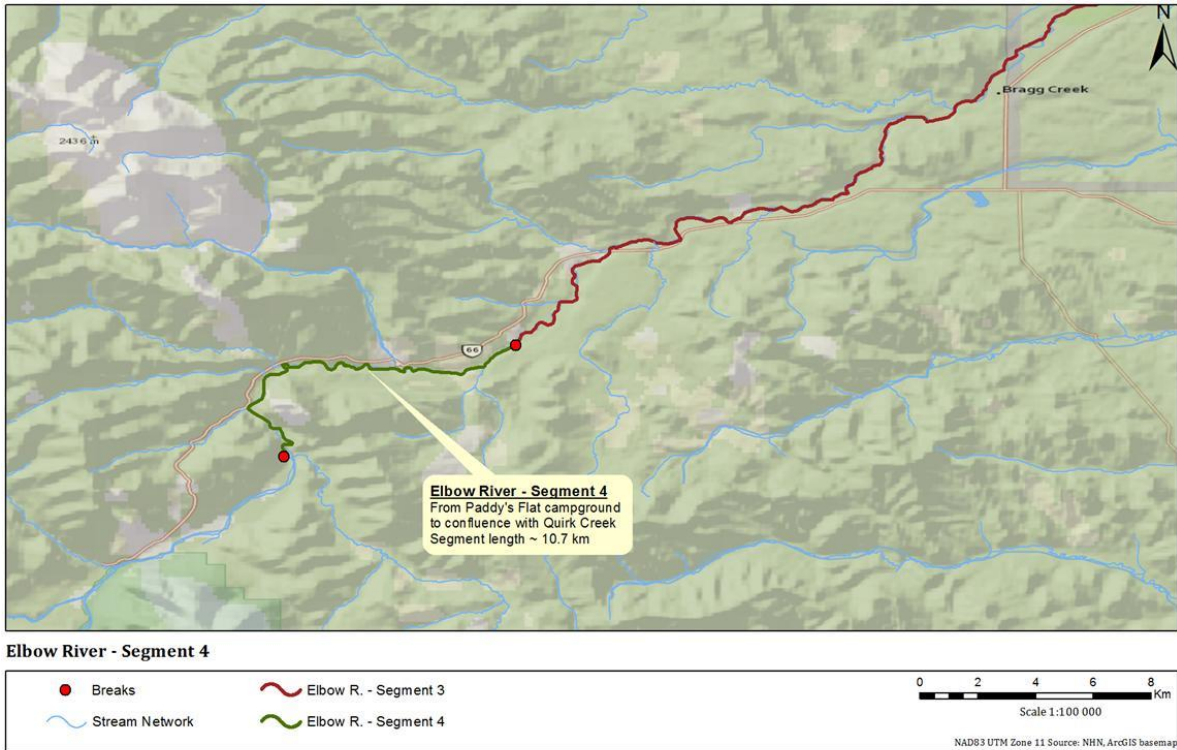 N
Bragg Creek
2436 m
66
Elbow River - Segment 4
From Paddy's Flat campground
to confluence with Quirk Creek
Segment length ~ 10.7 km
Elbow River - Segment 4
Breaks
Elbow R. - Segment 3
Stream Network
Elbow R. - Segment 4
0 2 4 6 8
Km
Scale 1:100 000
NAD83 UTM Zone 11 Source: NHN, ArcGIS basemap